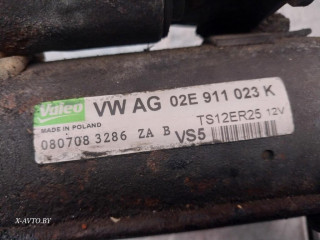 Valeo VW AG 02E 911 023 K
MADE IN POLAND TS12ER25 12V
080708 3286 ZA B VS5
X-AVTO.BY